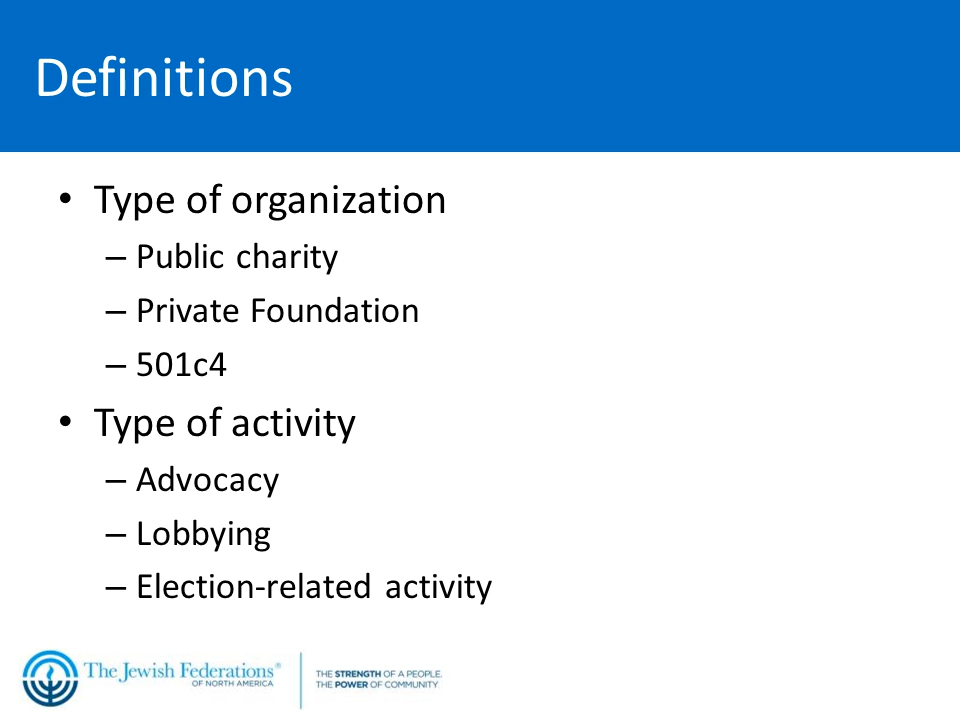 Definitions
• Type of organization
– Public charity
– Private Foundation
– 501c4
• Type of activity
– Advocacy
– Lobbying
– Election-related activity
The Jewish Federations®
OF NORTH AMERICA
THE STRENGTH OF A PEOPLE.
THE POWER OF COMMUNITY